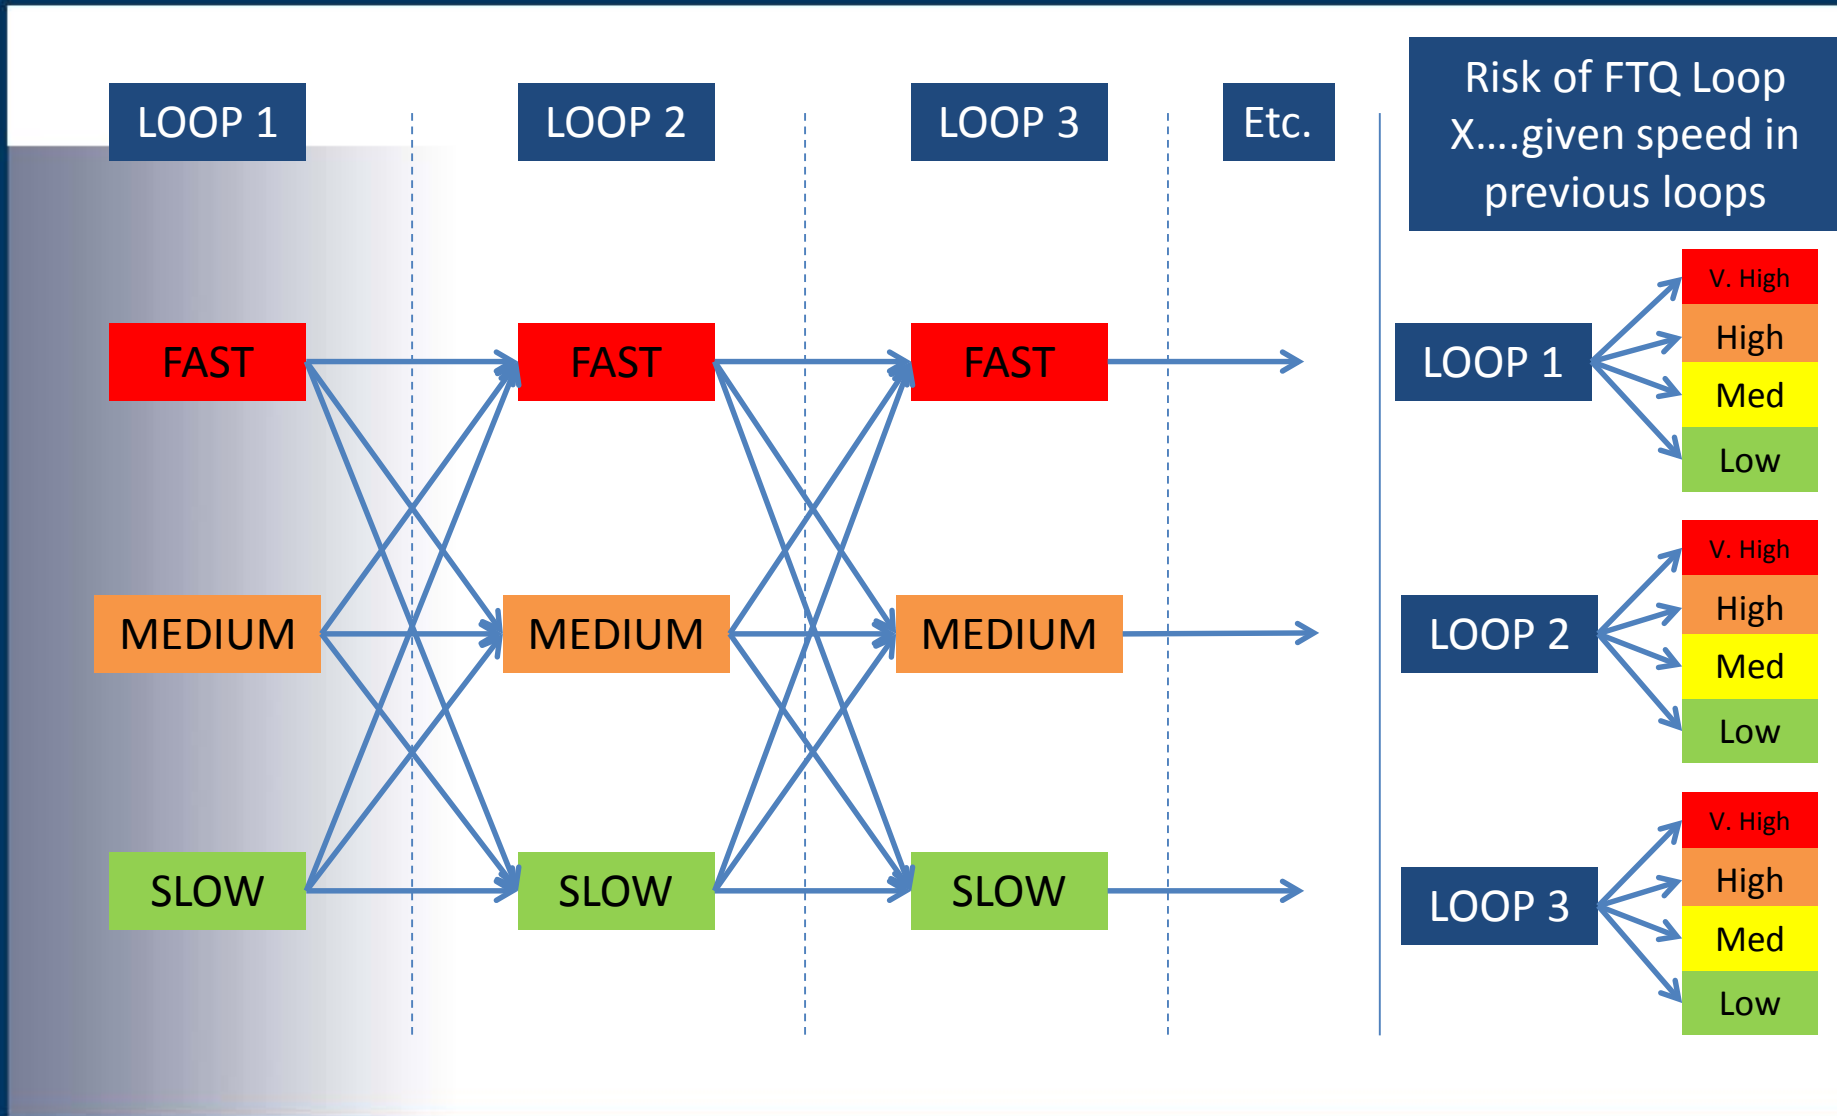 LOOP 1
LOOP 2
LOOP 3
Etc.
Risk of FTQ Loop
X....given speed in
previous loops
FAST
FAST
FAST
MEDIUM
MEDIUM
MEDIUM
SLOW
SLOW
SLOW
LOOP 1
V. High
High
Med
Low
LOOP 2
V. High
High
Med
Low
LOOP 3
V. High
High
Med
Low